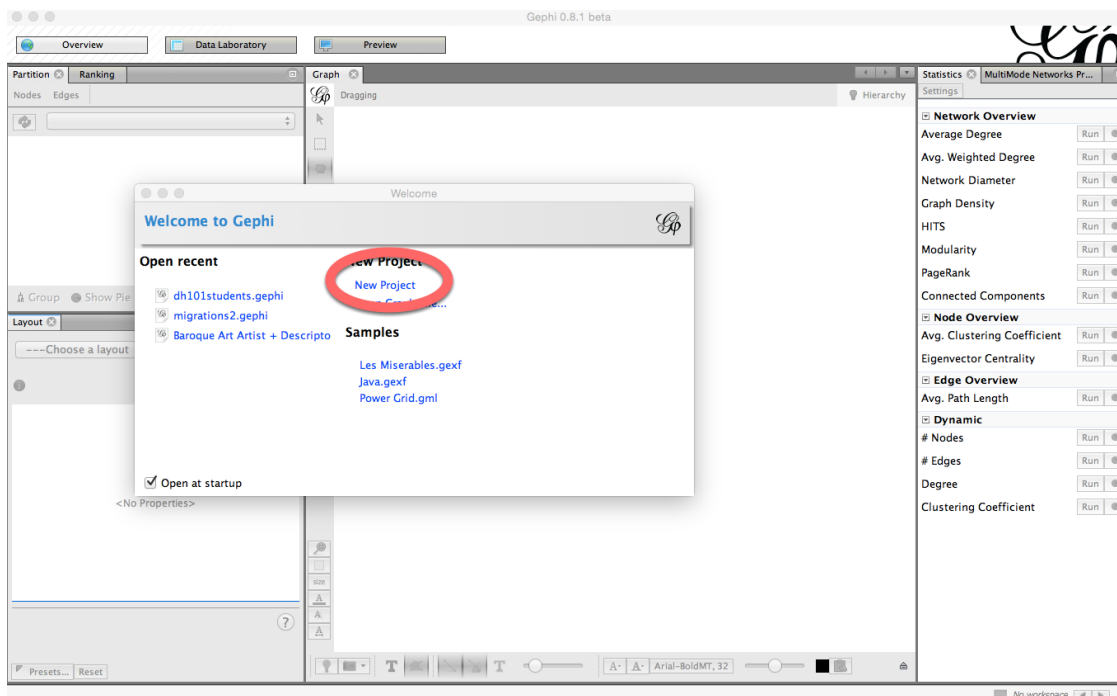 Gephi 0.8.1 beta
Overview Data Laboratory Preview
Partition Ranking
Nodes Edges
Graph
Dragging Hierarchy
Statistics MultiMode Networks Pr...
Settings
Network Overview
Average Degree Run
Avg. Weighted Degree Run
Network Diameter Run
Graph Density Run
HITS Run
Modularity Run
PageRank Run
Connected Components Run
Node Overview
Avg. Clustering Coefficient Run
Eigenvector Centrality Run
Edge Overview
Avg. Path Length Run
Dynamic
# Nodes Run
# Edges Run
Degree Run
Clustering Coefficient Run
Welcome
Welcome to Gephi
Open recent
dh101students.gephi
migrations2.gephi
Baroque Art Artist + Descripto
New Project
New Project
Samples
Les Miserables.gexf
Java.gexf
Power Grid.gml
Open at startup
Group Show Pie
Layout
---Choose a layout
<No Properties>
?
Presets... Reset
size
A
A
A
T T A- A- Arial-BoldMT, 32
No workspace